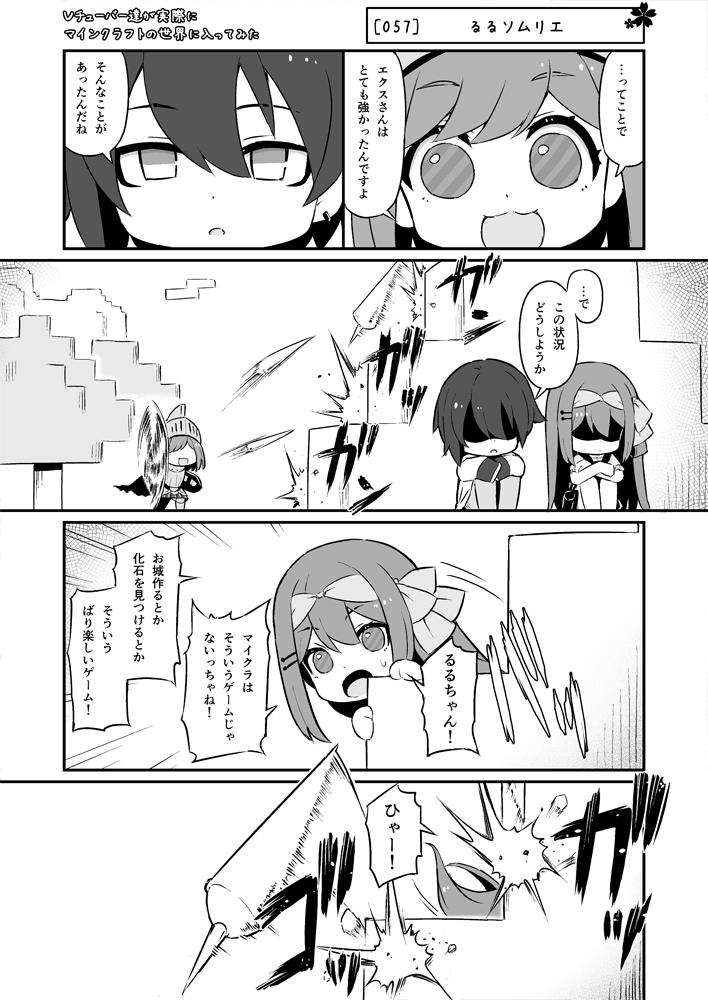 Vチューバー達が実際に
マインクラフトの世界に入ってみた
[057] るるソムリエ
…ってことで
エクスさんは
とても強かったんですよ
そんなことが
あったんだね
…で
この状況
どうしようか
ガ
ガ
るるちゃん!
マイクラは
そういうゲームじゃ
ないっちゃね!
お城作るとか
化石を見つけるとか
そういう
ばり楽しいゲーム!
ガ
ひゃー!
ガ